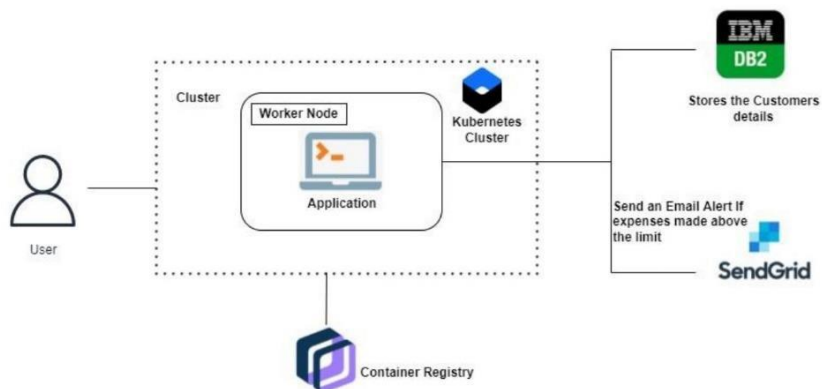 IBM
DB2
Stores the Customers
details
Cluster
Worker Node
Kubernetes
Cluster
Application
User
Send an Email Alert If
expenses made above
the limit
SendGrid
Container Registry